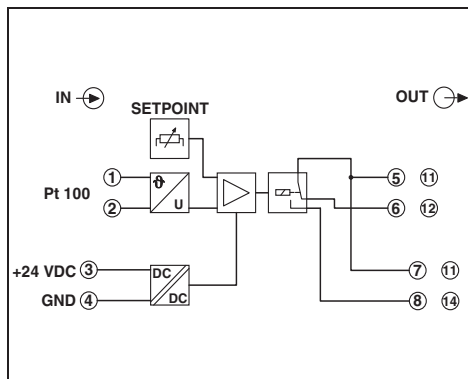 IN OUT
SETPOINT
Pt 100
1 ϑ 5 11
2 U 6 12
+24 VDC 3 DC 7 11
GND 4 DC 8 14